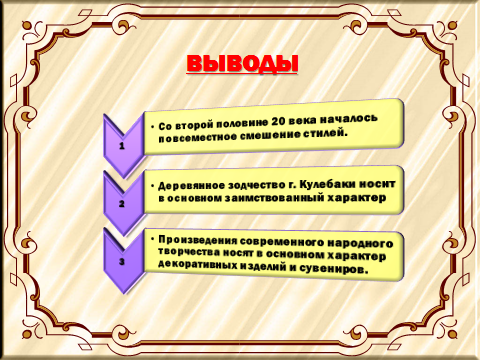 ВЫВОДЫ
1
• Со второй половине 20 века началось
повсеместное смешение стилей.
2
• Деревянное зодчество г. Кулебаки носит
в основном заимствованный характер
3
• Произведения современного народного
творчества носят в основном характер
декоративных изделий и сувениров.